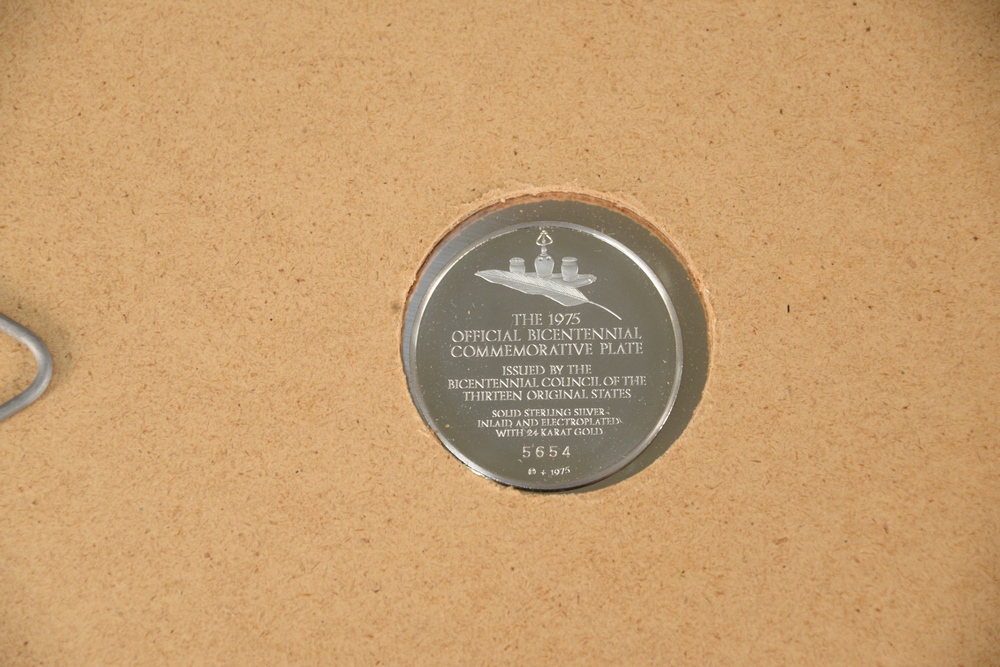 THE 1975
OFFICIAL BICENTENNIAL
COMMEMORATIVE PLATE
ISSUED BY THE
BICENTENNIAL COUNCIL OF THE
THIRTEEN ORIGINAL STATES
SOLID STERLING SILVER
INLAID AND ELECTROPLATED
WITH 24 KARAT GOLD
5654
1975